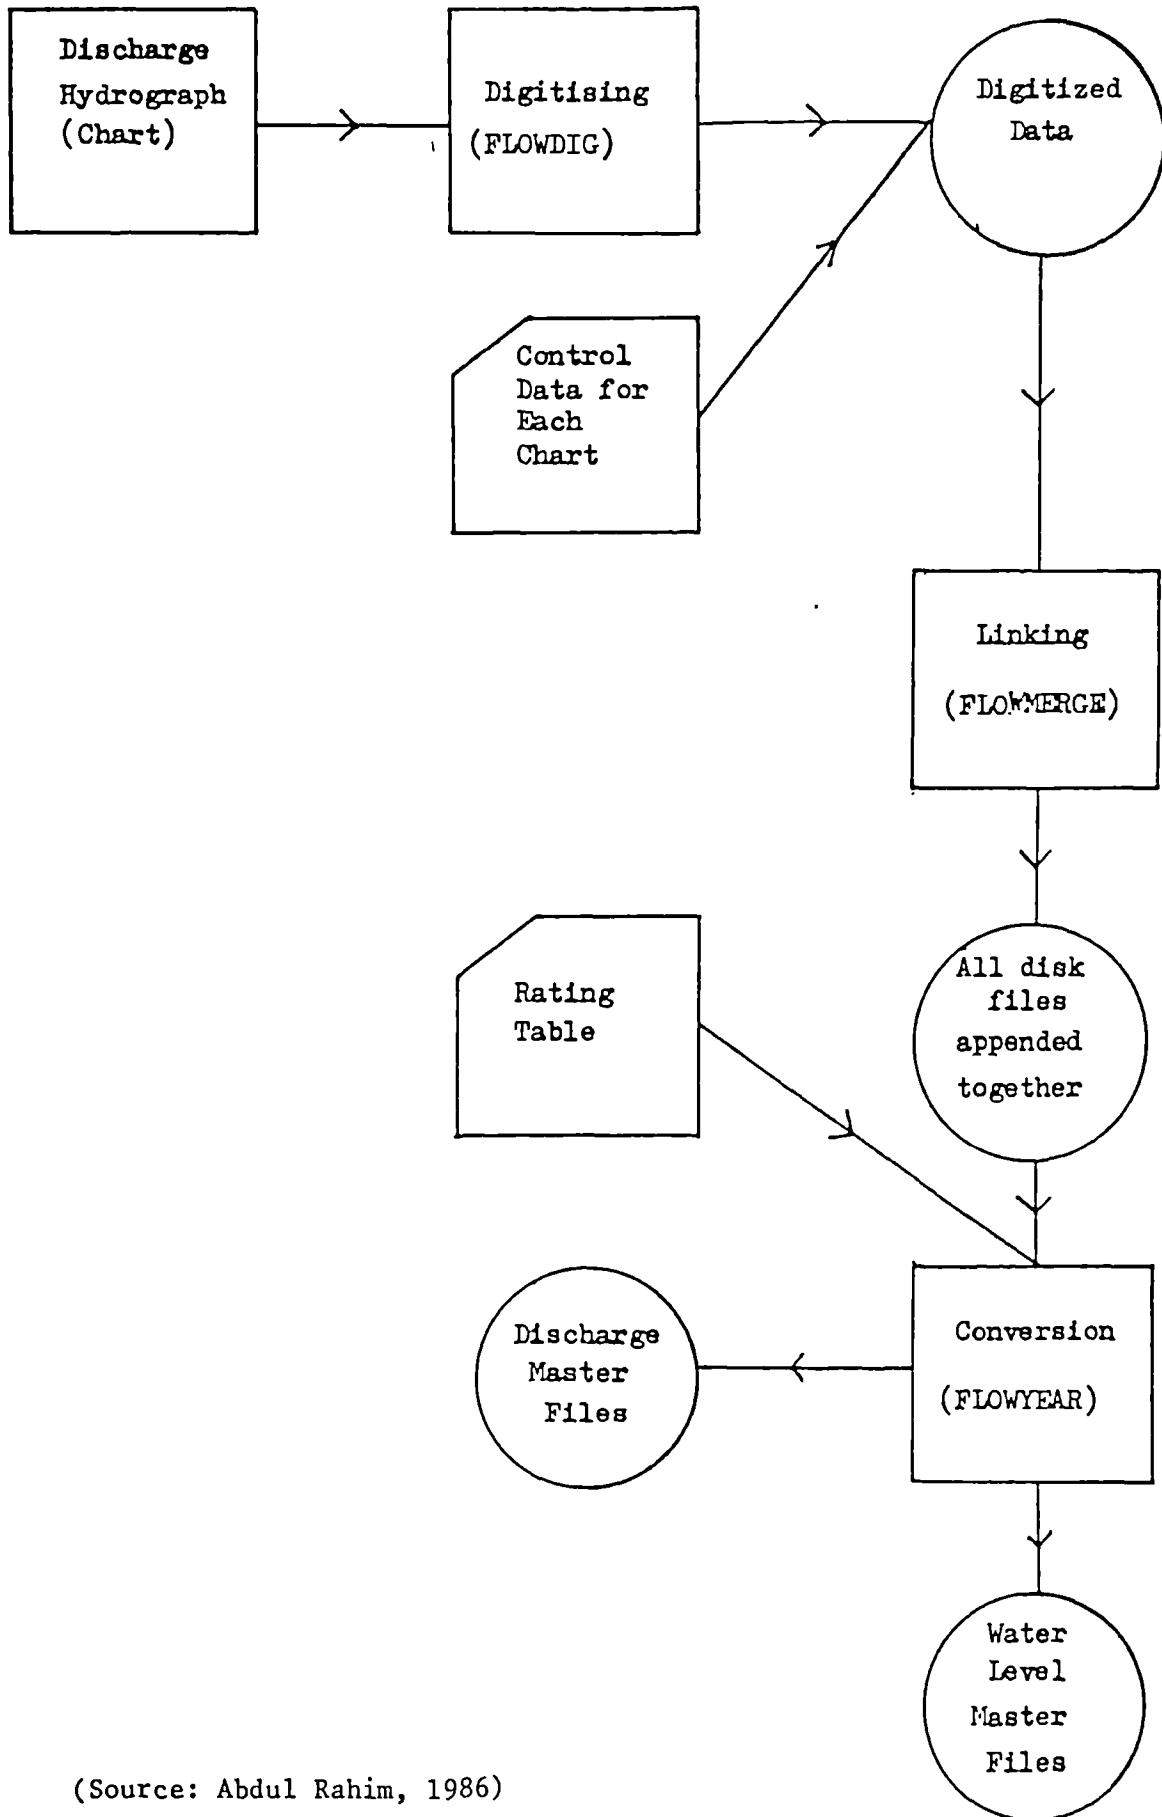 Discharge
Hydrograph
(Chart)
Digitising
(FLOWDIG)
Digitized
Data
Control
Data for
Each
Chart
Linking
(FLOWMERGE)
All disk
files
appended
together
Rating
Table
Conversion
(FLOWYEAR)
Discharge
Master
Files
Water
Level
Master
Files
(Source: Abdul Rahim, 1986)